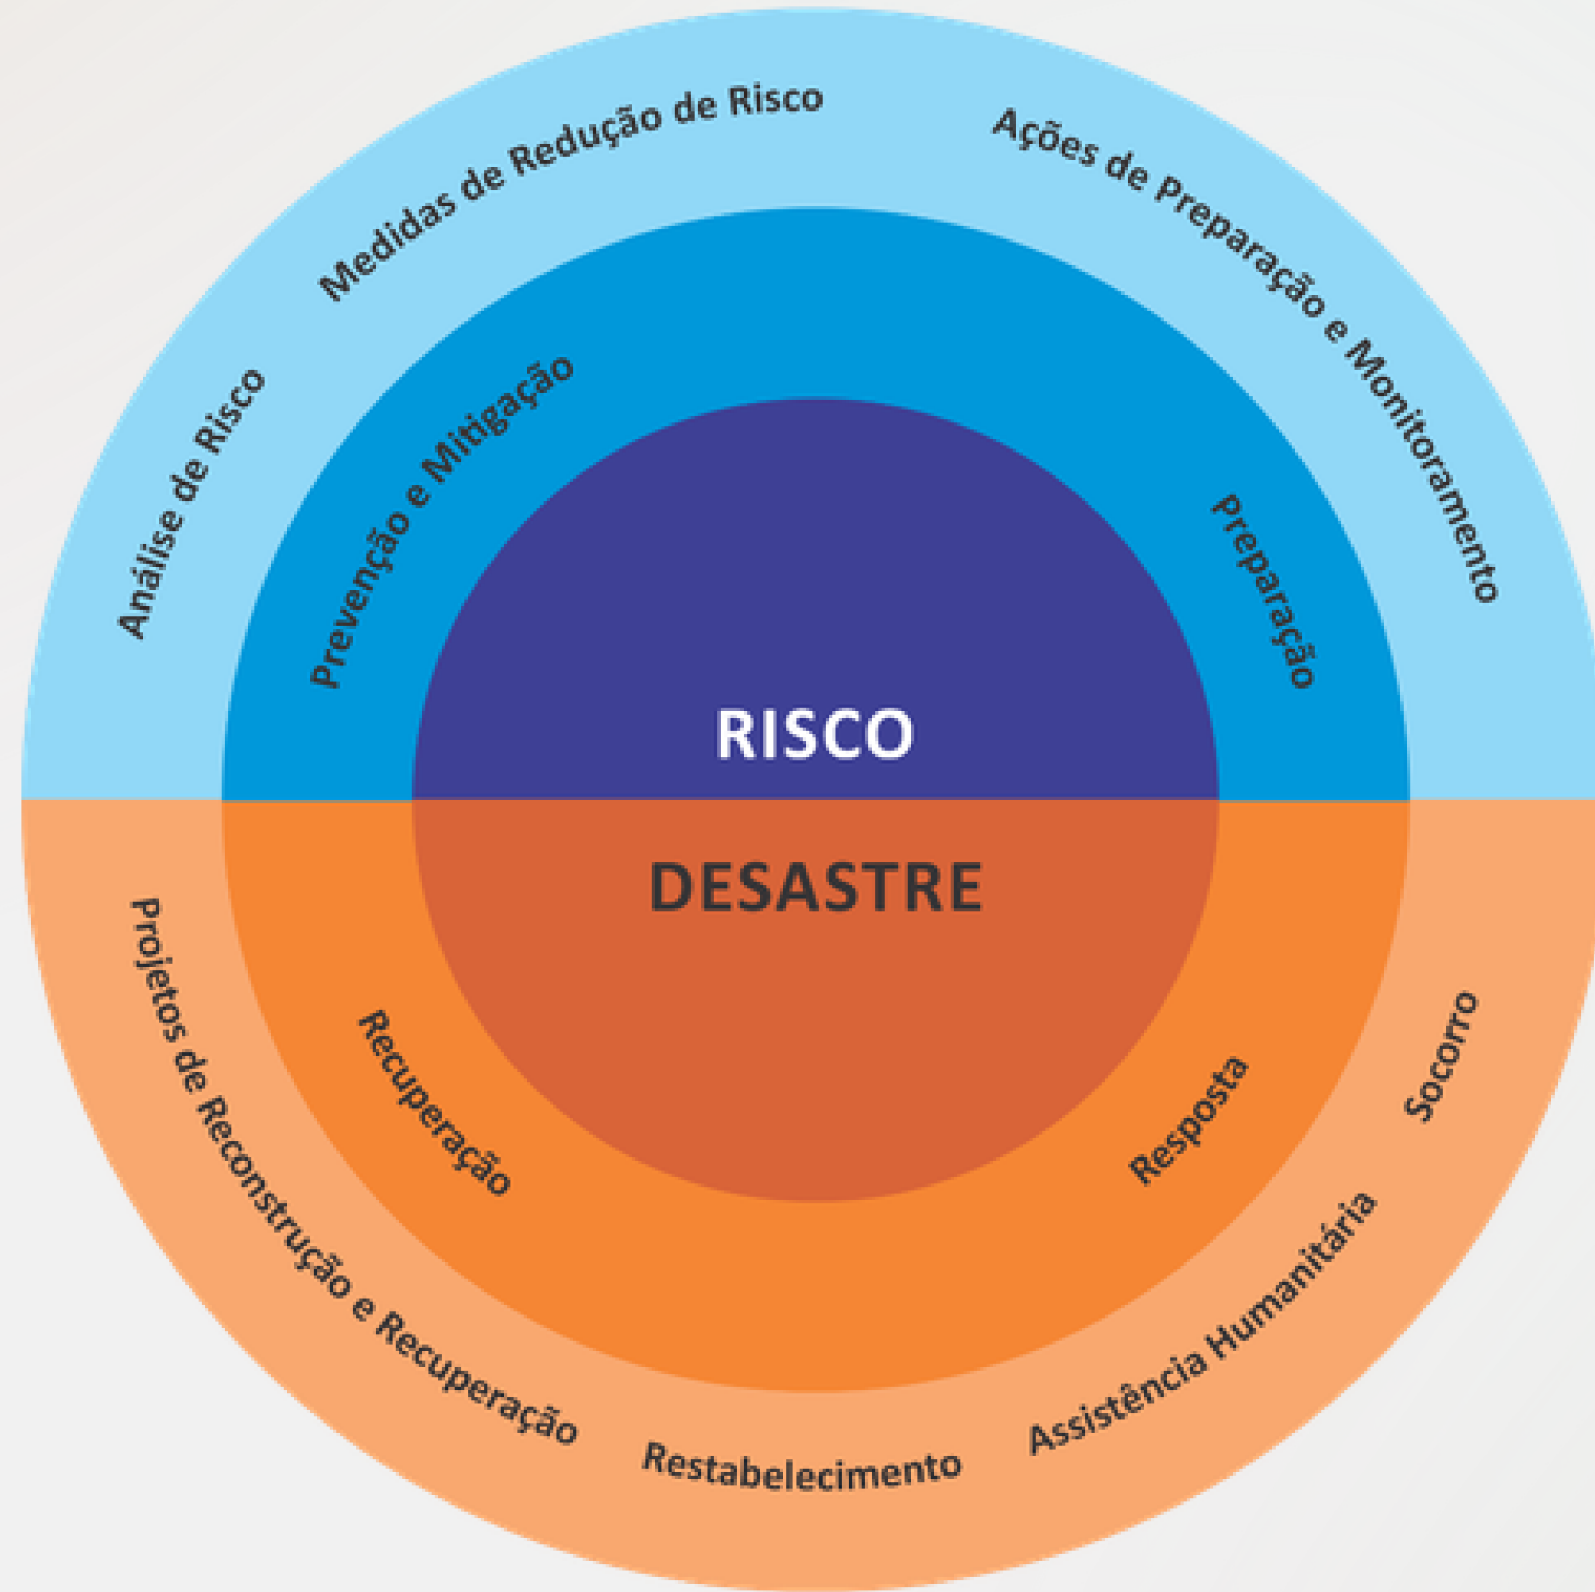 Análise de Risco
Medidas de Redução de Risco
Ações de Preparação e Monitoramento
Prevenção e Mitigação
Preparação
RISCO
DESASTRE
Recuperação
Resposta
Projetos de Reconstrução e Recuperação
Restabelecimento
Assistência Humanitária
Socorro